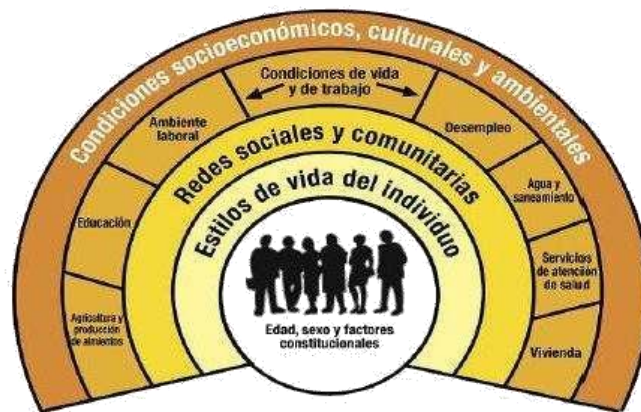 Condiciones socioeconómicos, culturales y ambientales
Condiciones de vida
y de trabajo
Ambiente
laboral
Desempleo
Redes sociales y comunitarias
Educación
Agua y
saneamiento
Estilos de vida del individuo
Servicios
de atención
de salud
Agricultura y
producción
de alimentos
Vivienda
Edad, sexo y factores
constitucionales